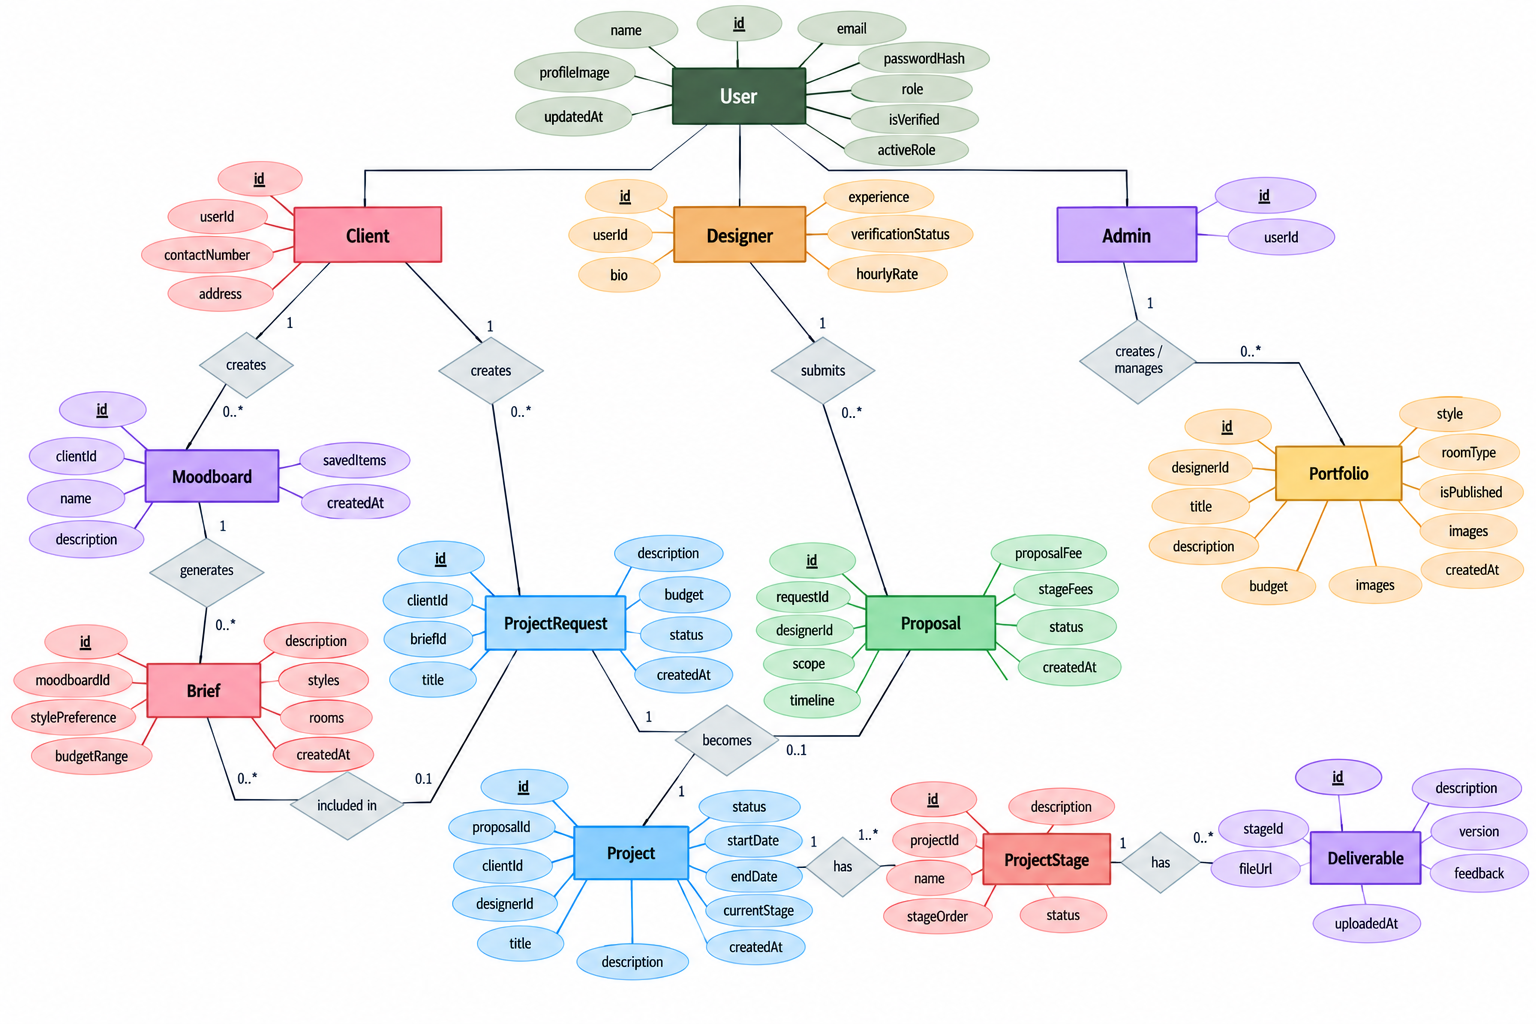 name
id
email
profileImage
passwordHash
User
role
updatedAt
isVerified
activeRole
id
userId
contactNumber
address
Client
id
userId
bio
Designer
experience
verificationStatus
hourlyRate
Admin
id
userId
1
creates
0..*
1
creates
0..*
1
submits
0..*
1
creates /
manages
0..*
id
clientId
name
description
Moodboard
savedItems
createdAt
1
generates
0..*
id
designerId
title
description
budget
images
Portfolio
style
roomType
isPublished
images
createdAt
id
clientId
briefId
title
ProjectRequest
description
budget
status
createdAt
id
requestId
designerId
scope
timeline
Proposal
proposalFee
stageFees
status
createdAt
id
moodboardId
stylePreference
budgetRange
Brief
description
styles
rooms
createdAt
0..*
included in
0.1
1
becomes
0..1
1
id
proposalId
clientId
designerId
title
description
Project
status
startDate
endDate
currentStage
createdAt
1
has
1..*
id
projectId
name
stageOrder
ProjectStage
description
status
1
has
0..*
id
stageId
fileUrl
Deliverable
description
version
feedback
uploadedAt